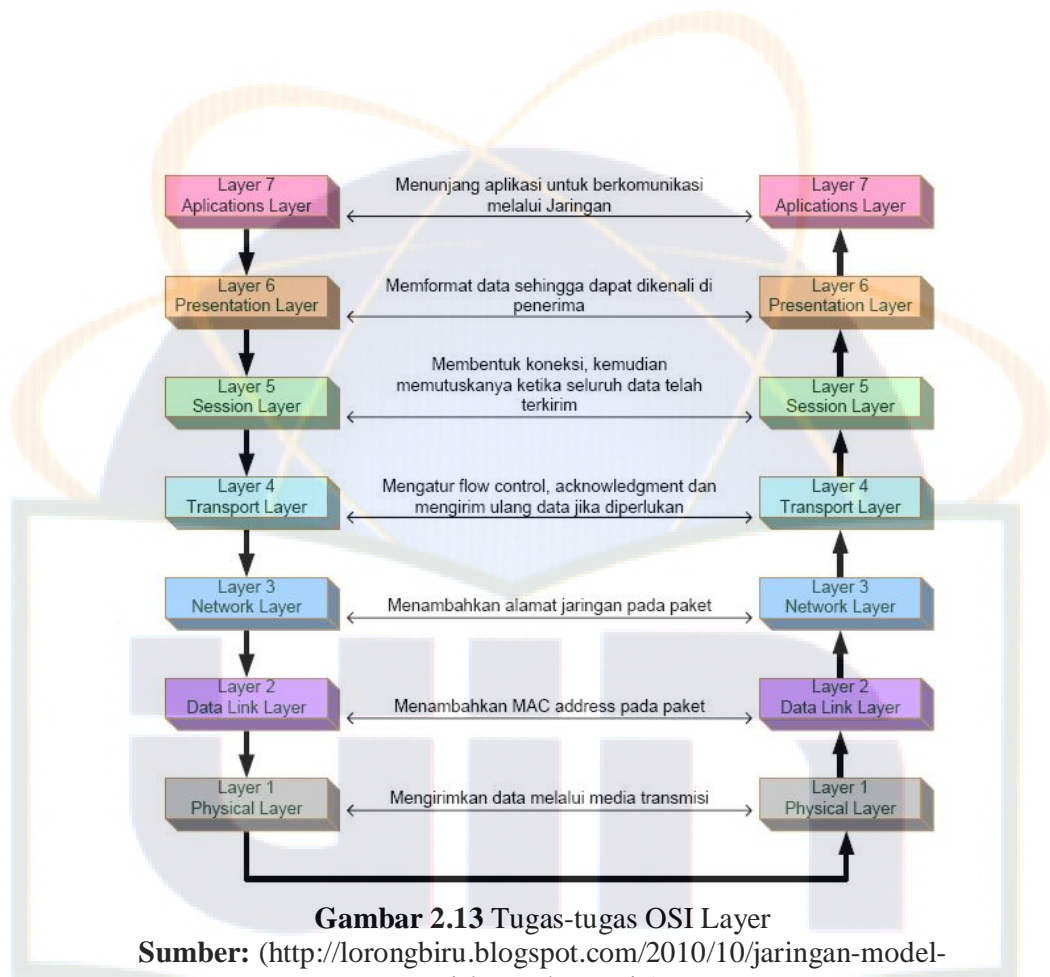 Layer 7
Aplications Layer
Menunjang aplikasi untuk berkomunikasi
melalui Jaringan
Layer 7
Aplications Layer
Layer 6
Presentation Layer
Memformat data sehingga dapat dikenali di
penerima
Layer 6
Presentation Layer
Layer 5
Session Layer
Membentuk koneksi, kemudian
memutuskanya ketika seluruh data telah
terkirim
Layer 5
Session Layer
Layer 4
Transport Layer
Mengatur flow control, acknowledgment dan
mengirim ulang data jika diperlukan
Layer 4
Transport Layer
Layer 3
Network Layer
Menambahkan alamat jaringan pada paket
Layer 3
Network Layer
Layer 2
Data Link Layer
Menambahkan MAC address pada paket
Layer 2
Data Link Layer
Layer 1
Physical Layer
Mengirimkan data melalui media transmisi
Layer 1
Physical Layer
Gambar 2.13 Tugas-tugas OSI Layer
Sumber: (http://lorongbiru.blogspot.com/2010/10/jaringan-model-